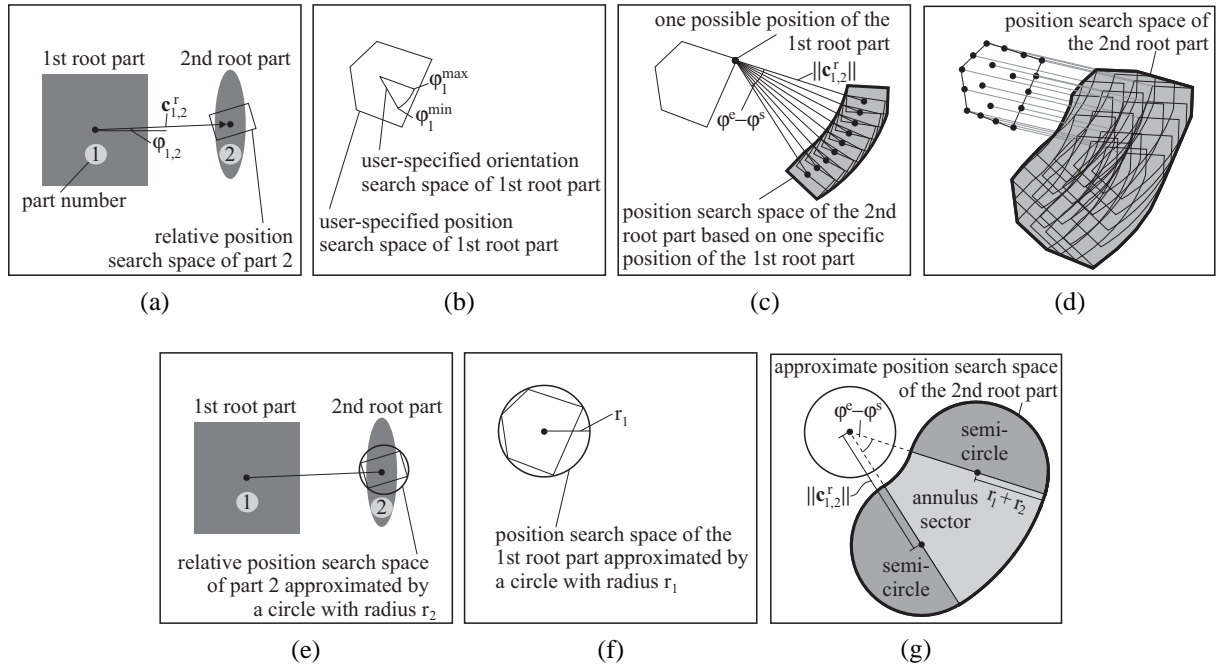 1st root part
2nd root part
c^r_{1,2}
φ_{1,2}
1
2
part number
relative position
search space of part 2
(a)
φ_1^{max}
φ_1^{min}
user-specified orientation
search space of 1st root part
user-specified position
search space of 1st root part
(b)
one possible position of the
1st root part
||c^r_{1,2}||
φ^e–φ^s
position search space of the 2nd
root part based on one specific
position of the 1st root part
(c)
position search space of
the 2nd root part
(d)
1st root part
2nd root part
1
2
relative position search space
of part 2 approximated by
a circle with radius r_2
(e)
r_1
position search space of the
1st root part approximated by
a circle with radius r_1
(f)
approximate position search space
of the 2nd root part
φ^e–φ^s
semi-
circle
||c^r_{1,2}||
r_1+r_2
annulus
sector
semi-
circle
(g)